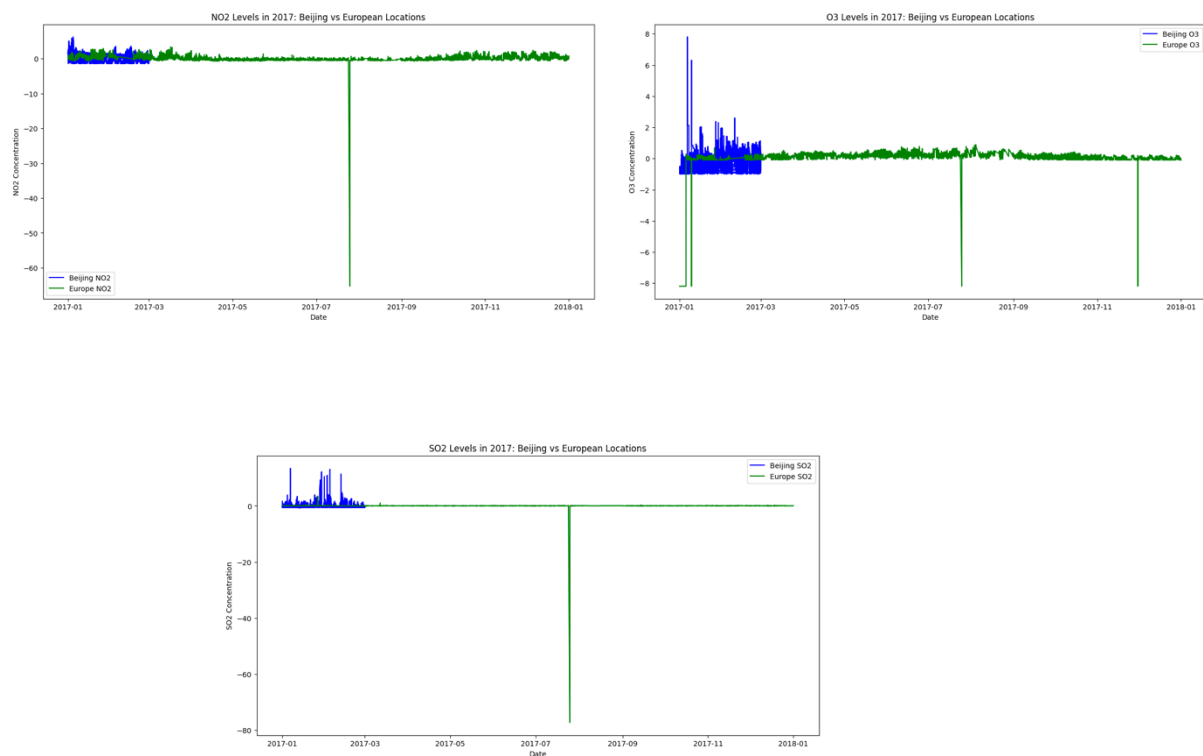 NO2 Levels in 2017: Beijing vs European Locations
NO2 Concentration
0
−10
−20
−30
−40
−50
−60
Beijing NO2
Europe NO2
2017-01
2017-03
2017-05
2017-07
2017-09
2017-11
2018-01
Date
O3 Levels in 2017: Beijing vs European Locations
O3 Concentration
8
6
4
2
0
−2
−4
−6
−8
Beijing O3
Europe O3
2017-01
2017-03
2017-05
2017-07
2017-09
2017-11
2018-01
Date
SO2 Levels in 2017: Beijing vs European Locations
SO2 Concentration
0
−20
−40
−60
−80
Beijing SO2
Europe SO2
2017-01
2017-03
2017-05
2017-07
2017-09
2017-11
2018-01
Date